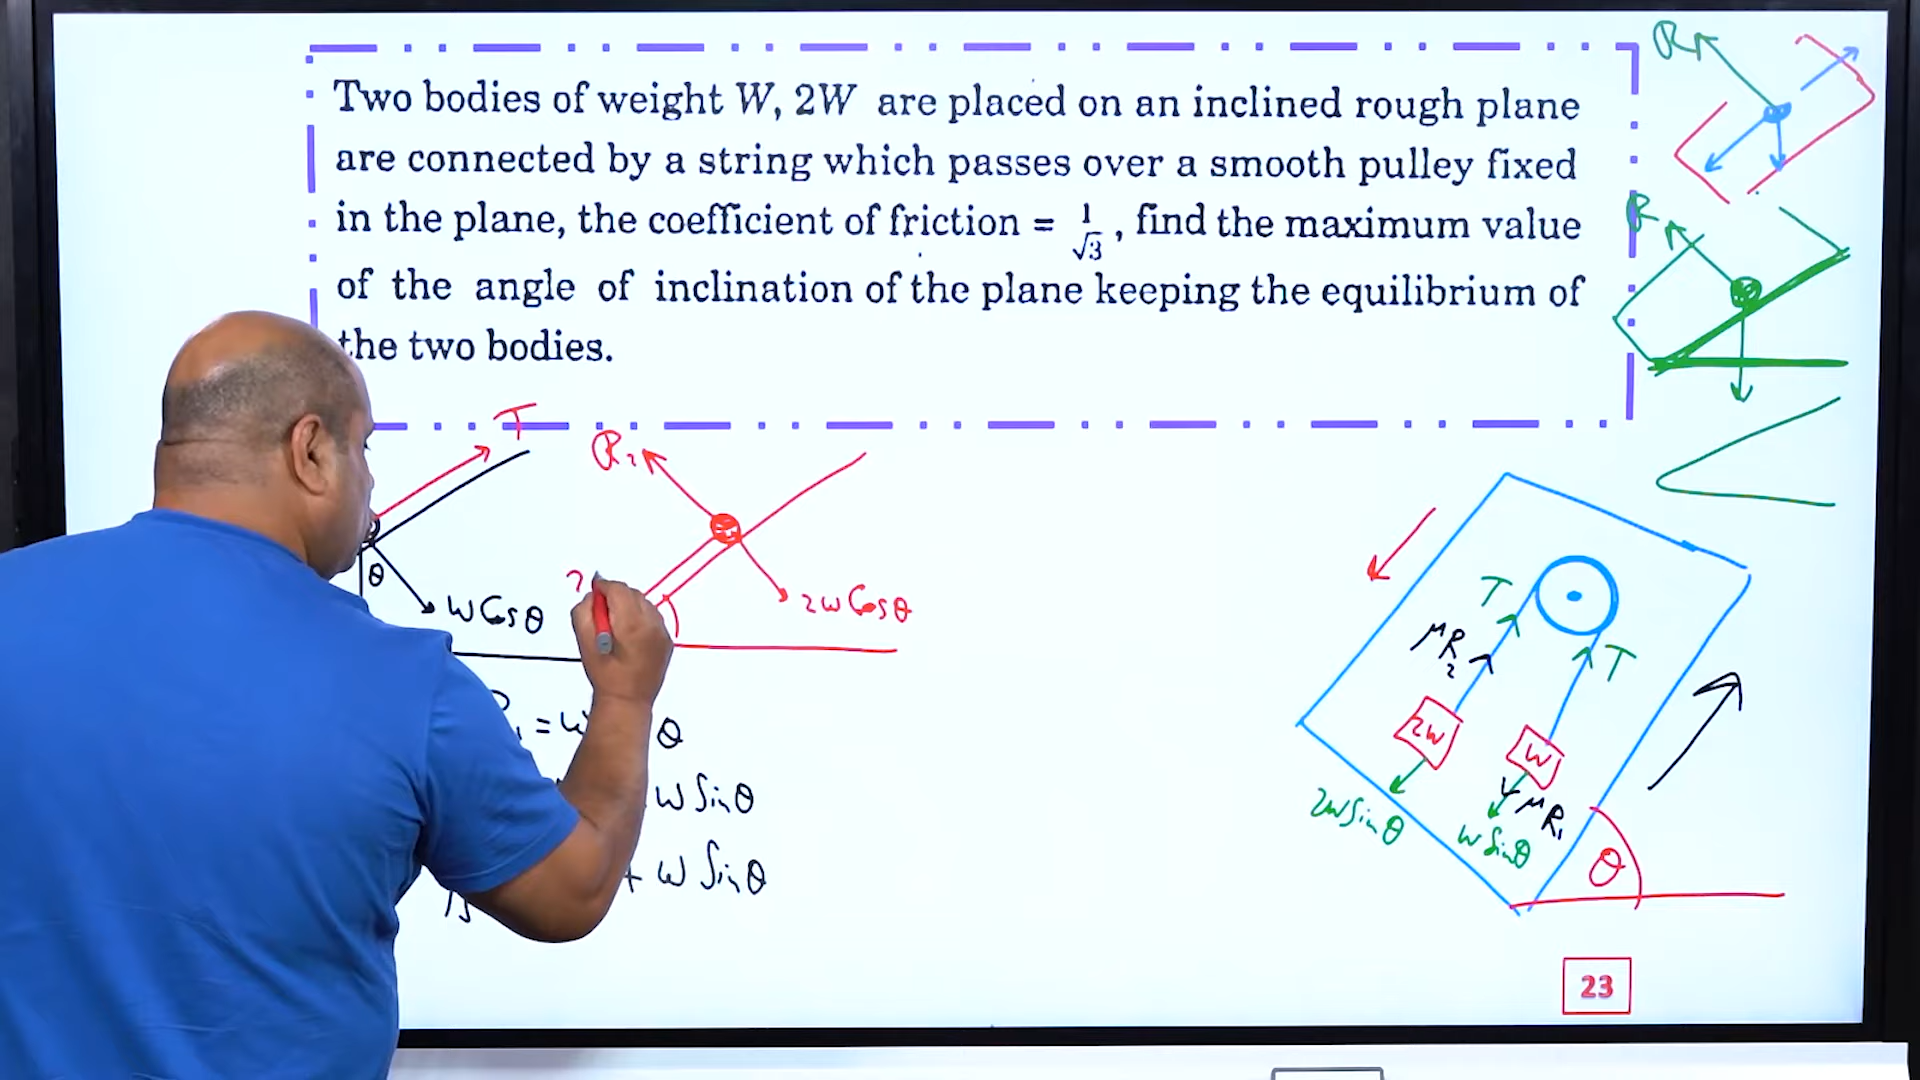 Two bodies of weight W, 2W are placed on an inclined rough plane
are connected by a string which passes over a smooth pulley fixed
in the plane, the coefficient of friction = 1/√3, find the maximum value
of the angle of inclination of the plane keeping the equilibrium of
the two bodies.
R
R
T
R₂
θ
W Cos θ
2W Cos θ
= W
θ
W Sin θ
+ W Sin θ
T
T
μR₂
2W
W
2W Sin θ
μR₁
W Sin θ
θ
23